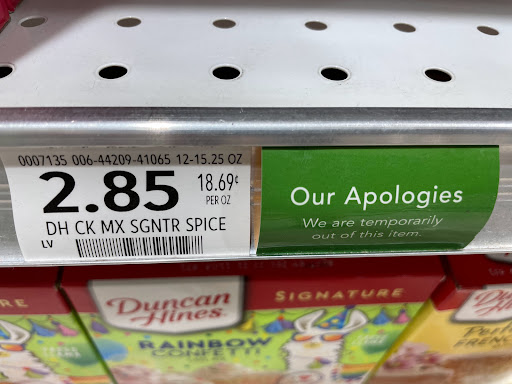 0007135 006-44209-41065 12-15.25 OZ
2.85 18.69¢
PER OZ
DH CK MX SGNTR SPICE
LV
Our Apologies
We are temporarily
out of this item.
SIGNATURE
Duncan
Hines
RAINBOW
CONFETTI